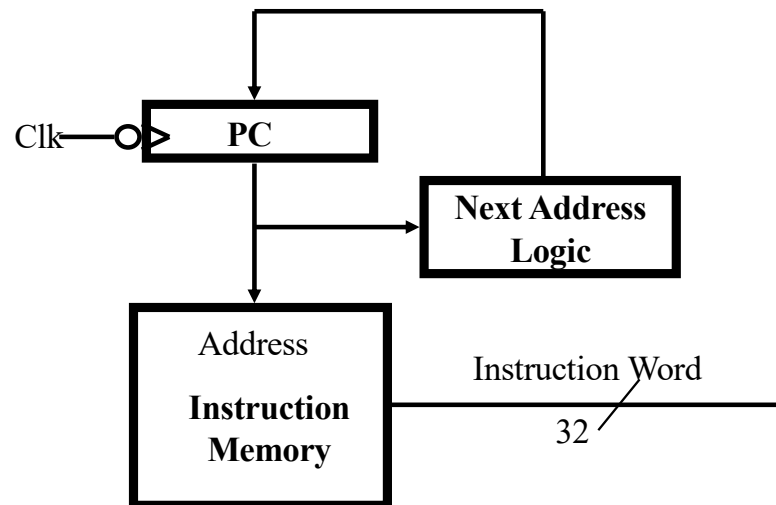 Clk
PC
Next Address
Logic
Address
Instruction
Memory
Instruction Word
32